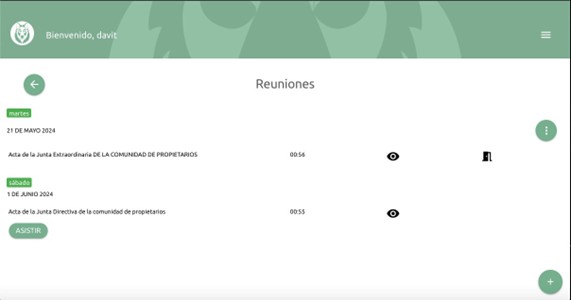 Bienvenido, davit
Reuniones
martes
21 DE MAYO 2024
Acta de la Junta Extraordinaria DE LA COMUNIDAD DE PROPIETARIOS 00:56
sábado
1 DE JUNIO 2024
Acta de la Junta Directiva de la comunidad de propietarios 00:53
ASISTIR